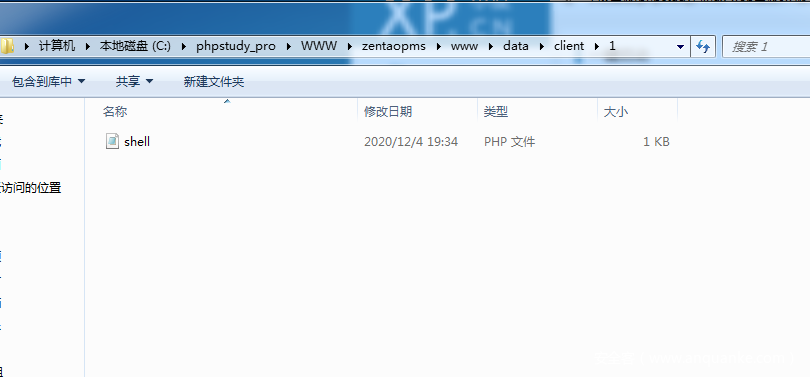 XP.CN
计算机 本地磁盘 (C:) phpstudy_pro WWW zentaopms www data client 1 搜索 1
包含到库中 共享 新建文件夹
名称 修改日期 类型 大小
shell 2020/12/4 19:34 PHP 文件 1 KB
访问的位置